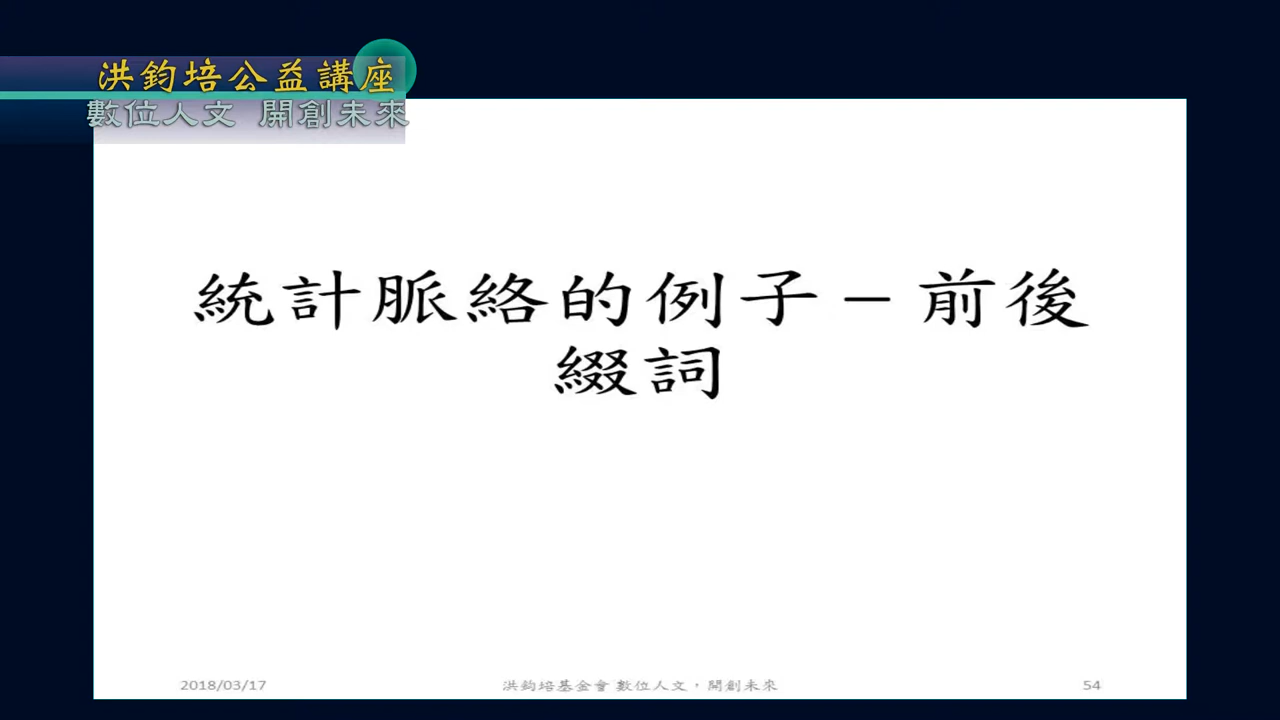 洪鈞培公益講座
數位人文 開創未來
統計脈絡的例子－前後
綴詞
2018/03/17 洪鈞培基金會 數位人文，開創未來 54